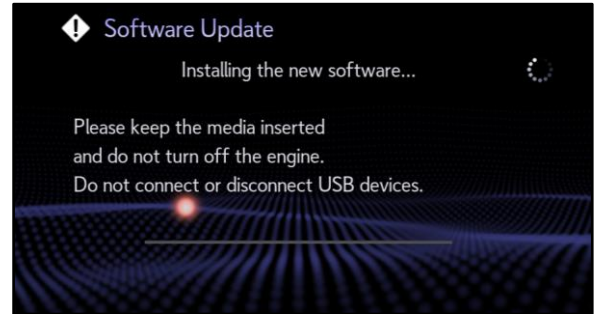 Software Update
Installing the new software...
Please keep the media inserted
and do not turn off the engine.
Do not connect or disconnect USB devices.